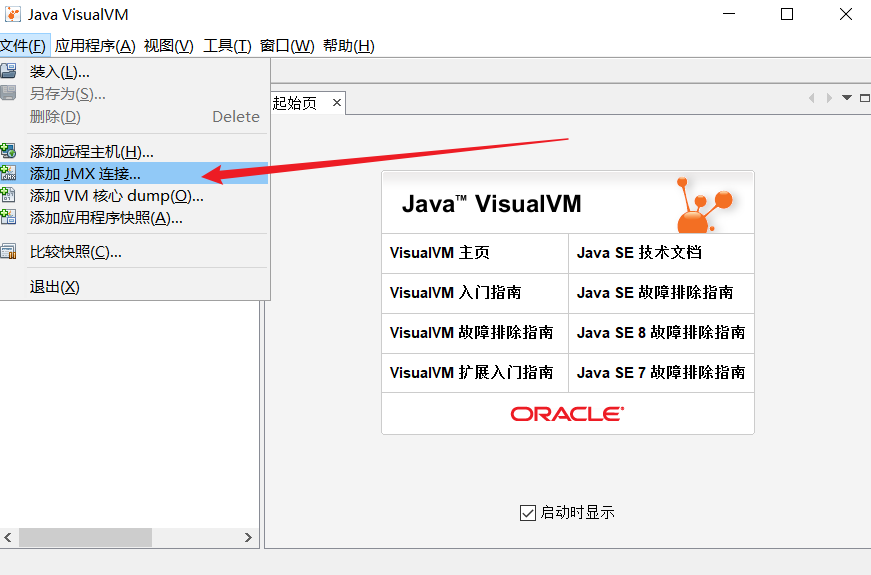 Java VisualVM
文件(F) 应用程序(A) 视图(V) 工具(T) 窗口(W) 帮助(H)
装入(L)...
另存为(S)...
删除(D) Delete
添加远程主机(H)...
添加 JMX 连接...
添加 VM 核心 dump(O)...
添加应用程序快照(A)...
比较快照(C)...
退出(X)
起始页
Java™ VisualVM
VisualVM 主页 Java SE 技术文档
VisualVM 入门指南 Java SE 故障排除指南
VisualVM 故障排除指南 Java SE 8 故障排除指南
VisualVM 扩展入门指南 Java SE 7 故障排除指南
ORACLE
启动时显示